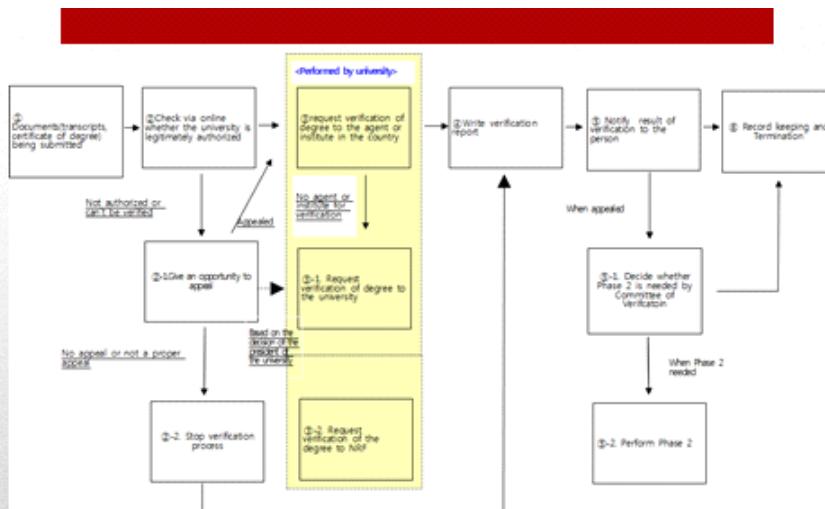 <Performed by university>
①
Documents(transcripts,
certificate of degree)
being submitted
②Check via online
whether the university is
legitimately authorized
③request verification of
degree to the agent or
institute in the country
④Write verification
report
⑤ Notify result of
verification to the
person
⑥ Record keeping and
Termination
Not authorized or
can't be verified
Appealed
No agent or
institute for
verification
When appealed
②-1.Give an opportunity to
appeal
③-1. Request
verification of degree to
the university
⑤-1. Decide whether
Phase 2 is needed by
Committee of
Verificatoin
No appeal or not a proper
appeal
Based on the
decision of the
president of
the university
When Phase 2
needed
②-2. Stop verification
process
③-2. Request
verification of the
degree to NRF
⑤-2. Perform Phase 2